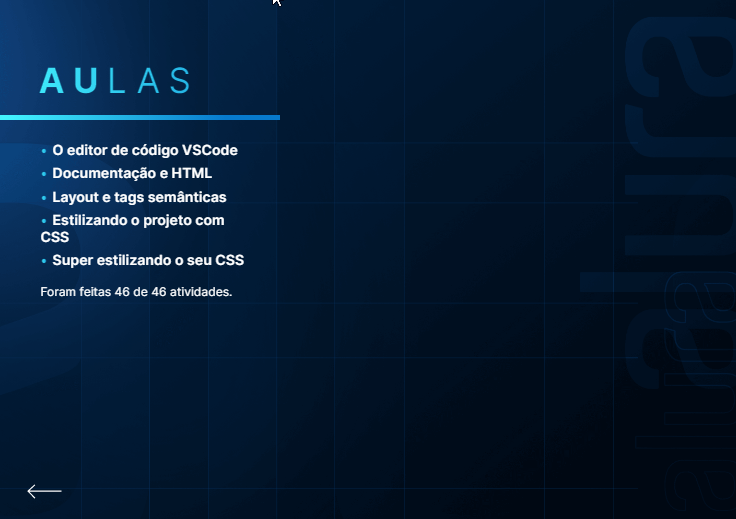 AULAS
• O editor de código VSCode
• Documentação e HTML
• Layout e tags semânticas
• Estilizando o projeto com
CSS
• Super estilizando o seu CSS
Foram feitas 46 de 46 atividades.
alura
alura